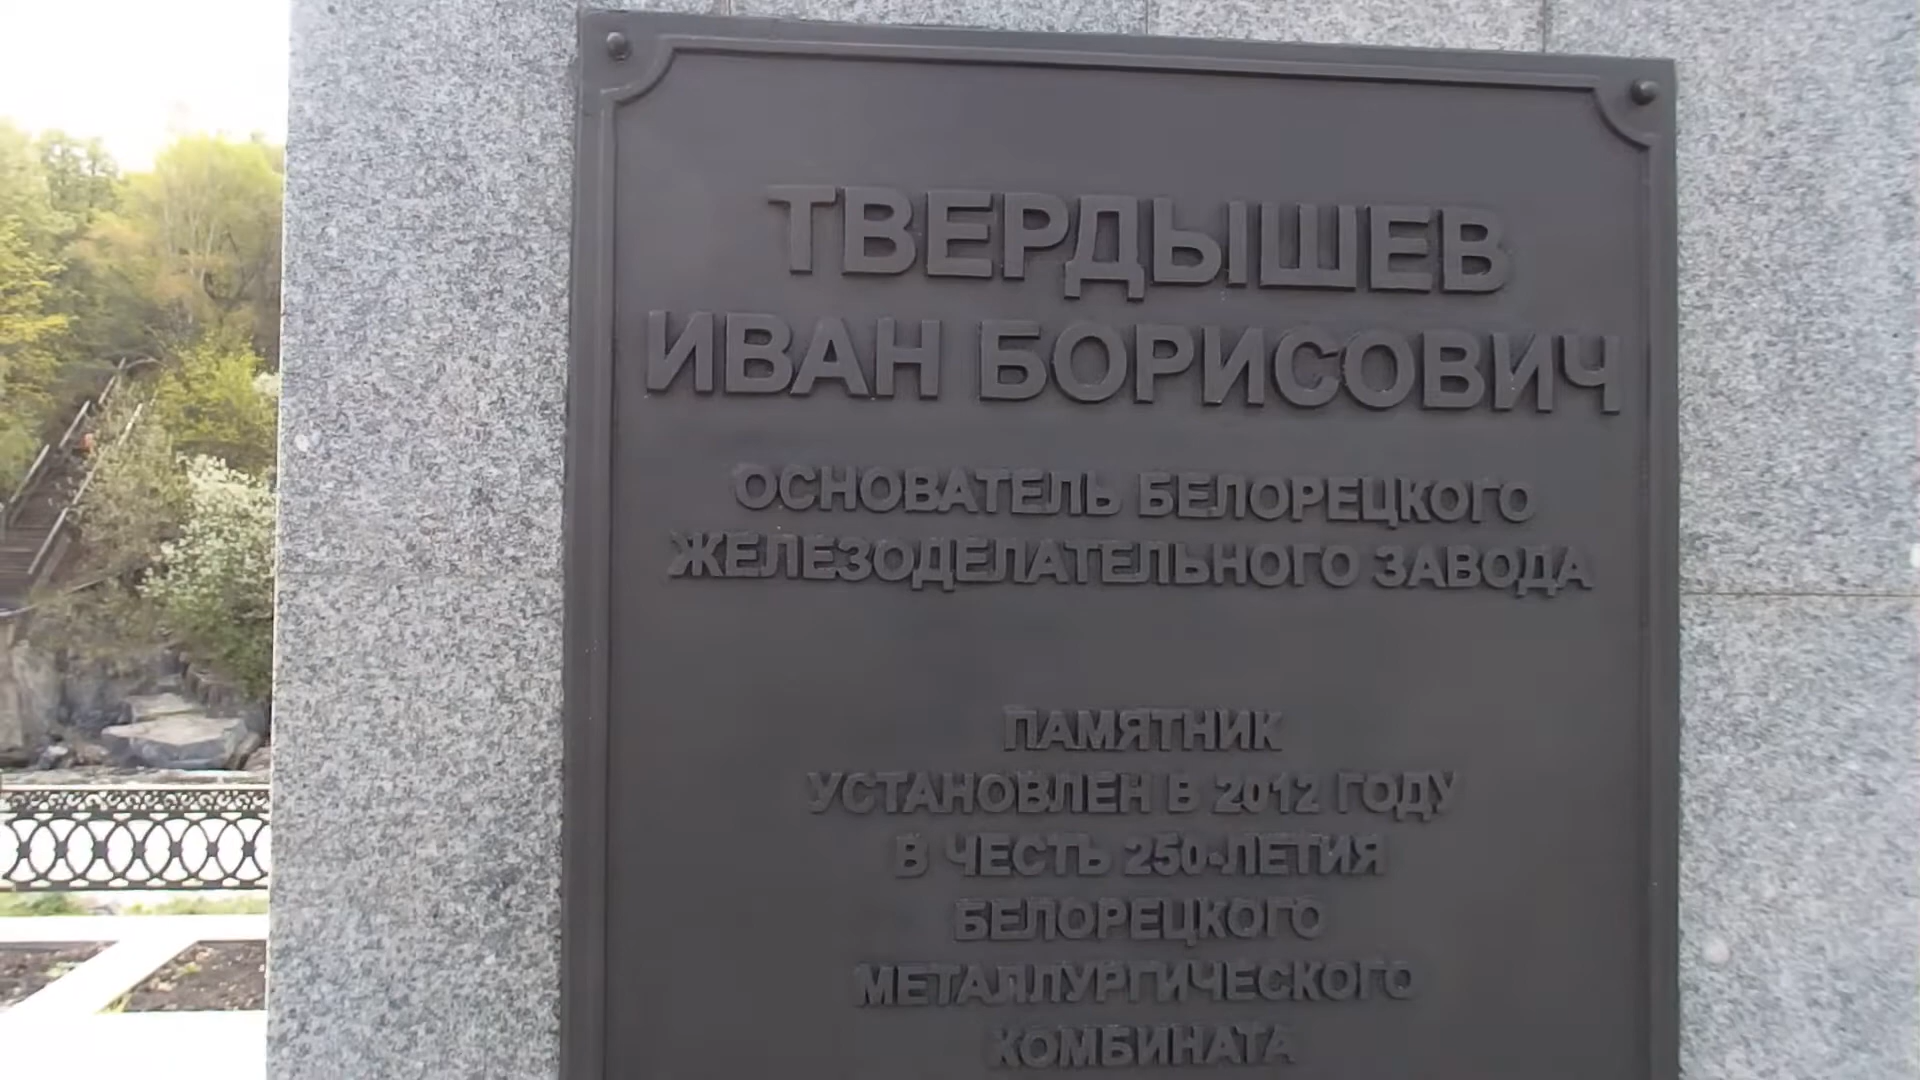 ТВЕРДЫШЕВ
ИВАН БОРИСОВИЧ
ОСНОВАТЕЛЬ БЕЛОРЕЦКОГО
ЖЕЛЕЗОДЕЛАТЕЛЬНОГО ЗАВОДА
ПАМЯТНИК
УСТАНОВЛЕН В 2012 ГОДУ
В ЧЕСТЬ 250-ЛЕТИЯ
БЕЛОРЕЦКОГО
МЕТАЛЛУРГИЧЕСКОГО
КОМБИНАТА